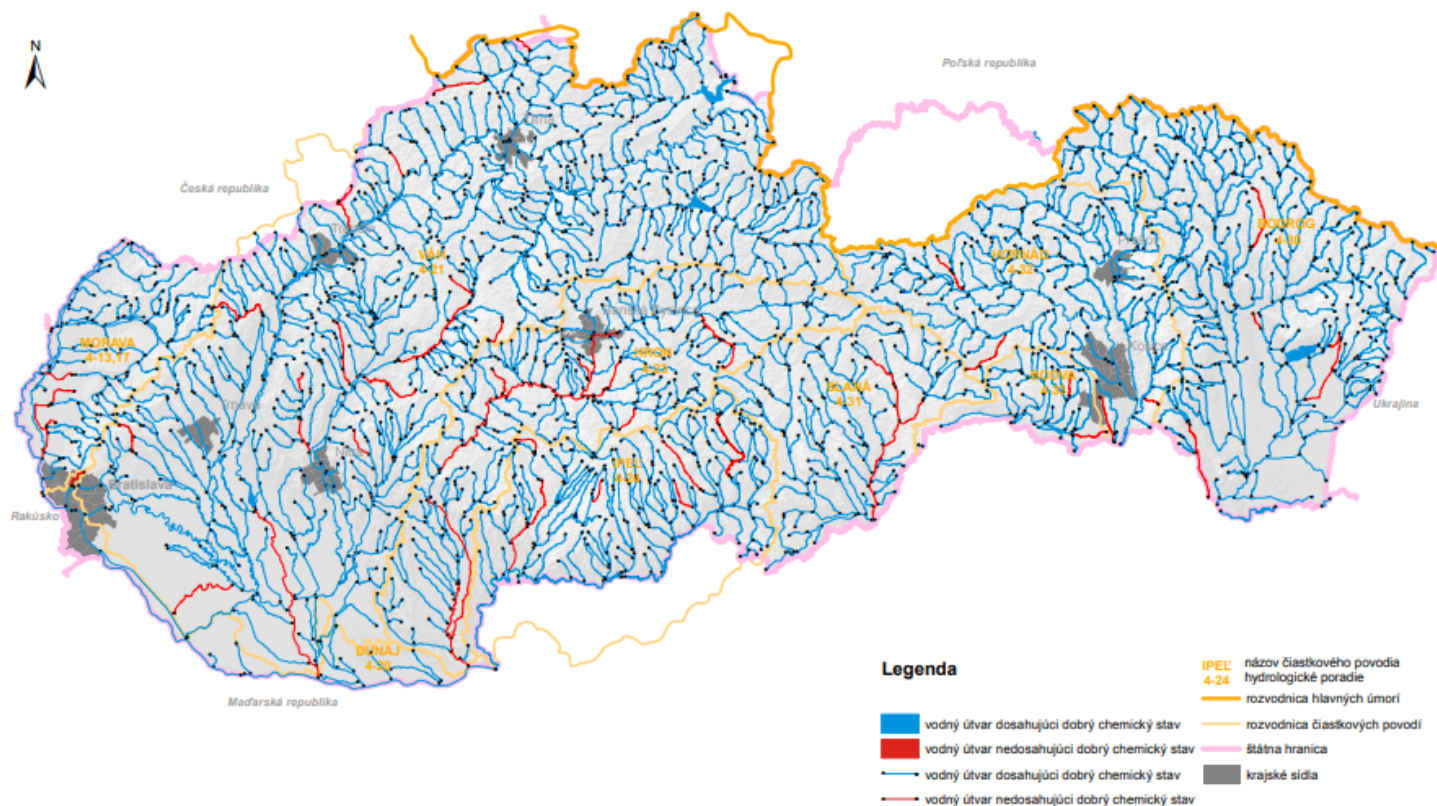 N
Poľská republika
Žilina
Česká republika
Trenčín
VÁH
4-21
BODROG
4-30
Prešov
HORNÁD
4-32
MORAVA
4-13,17
Banská Bystrica
HRON
4-23
Košice
BODVA
4-33
SLANÁ
4-31
Trnava
Ukrajina
Nitra
IPEĽ
Bratislava
Rakúsko
DUNAJ
4-20
Maďarská republika
Legenda
vodný útvar dosahujúci dobrý chemický stav
vodný útvar nedosahujúci dobrý chemický stav
vodný útvar dosahujúci dobrý chemický stav
vodný útvar nedosahujúci dobrý chemický stav
IPEĽ názov čiastkového povodia
4-24 hydrologické poradie
rozvodnica hlavných úmorí
rozvodnica čiastkových povodí
štátna hranica
krajské sídla